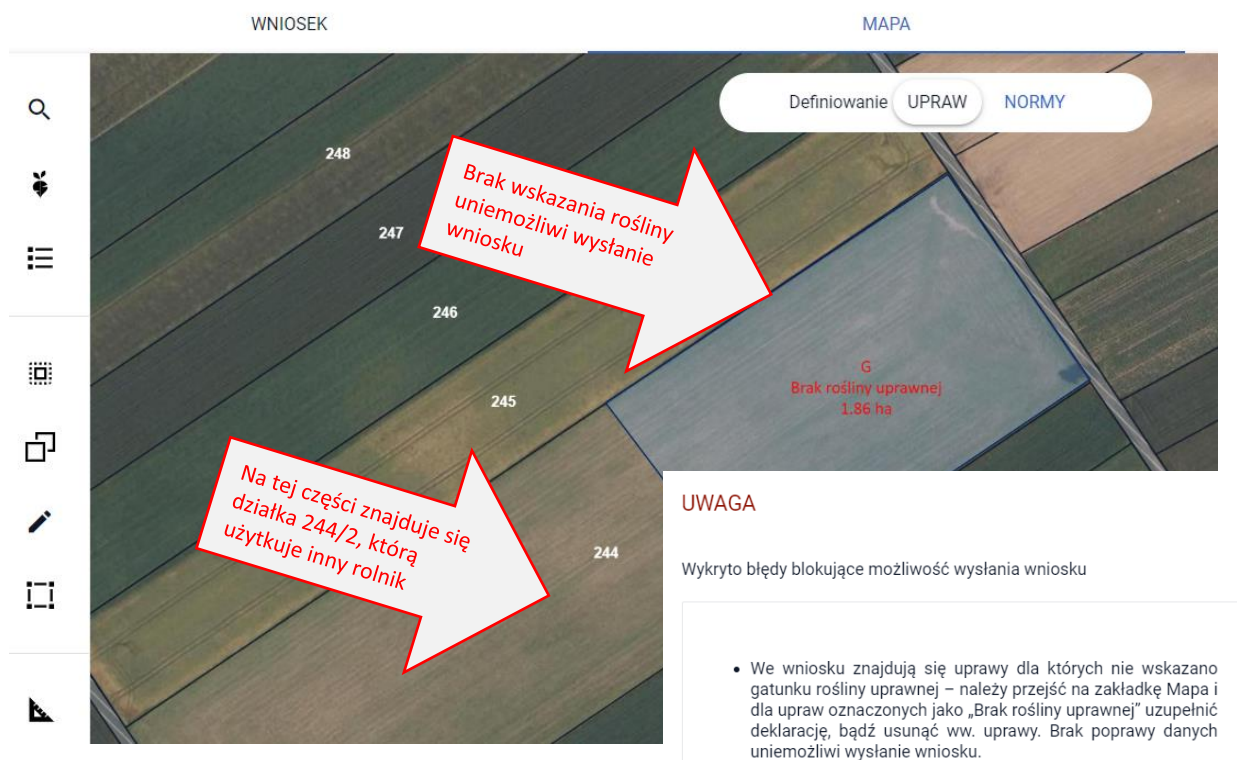 WNIOSEK
MAPA
Definiowanie UPRAW NORMY
248
Brak wskazania rośliny
uniemożliwi wysłanie
wniosku
247
246
G
Brak rośliny uprawnej
1.86 ha
245
Na tej części znajduje się
działka 244/2, którą
użytkuje inny rolnik
244
UWAGA
Wykryto błędy blokujące możliwość wysłania wniosku
• We wniosku znajdują się uprawy dla których nie wskazano
gatunku rośliny uprawnej – należy przejść na zakładkę Mapa i
dla upraw oznaczonych jako „Brak rośliny uprawnej” uzupełnić
deklarację, bądź usunąć ww. uprawy. Brak poprawy danych
uniemożliwi wysłanie wniosku.